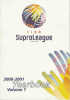 FIBA
SuproLeague
2000-2001
Yearbook
Volume 1